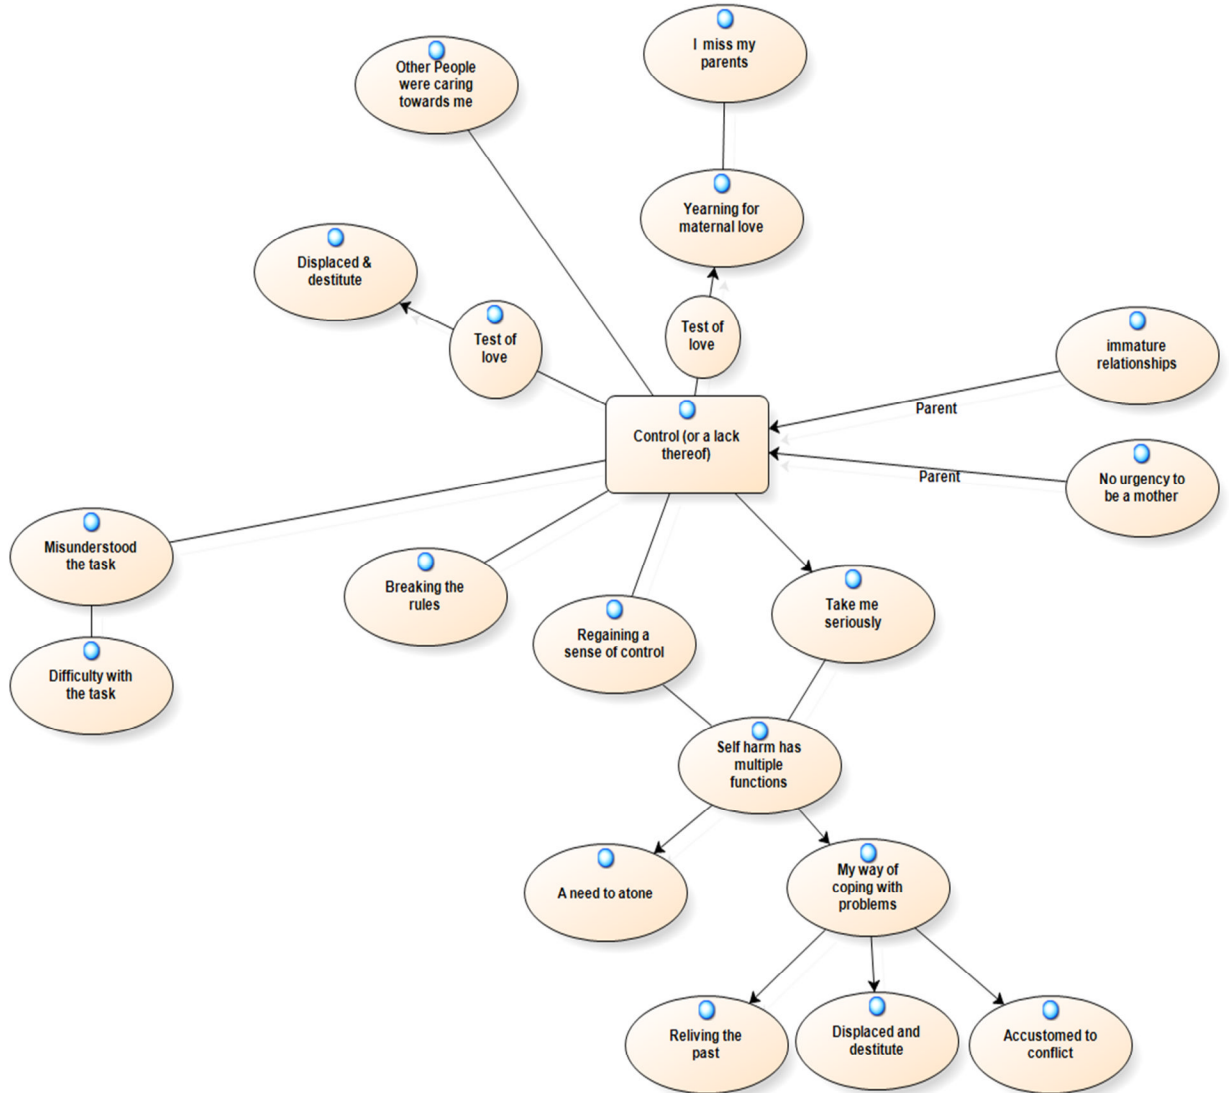 I miss my
parents
Other People
were caring
towards me
Yearning for
maternal love
Displaced &
destitute
Test of
love
Test of
love
immature
relationships
Parent
Control (or a lack
thereof)
Parent
No urgency to
be a mother
Misunderstood
the task
Breaking the
rules
Regaining a
sense of control
Take me
seriously
Difficulty with
the task
Self harm has
multiple
functions
A need to atone
My way of
coping with
problems
Reliving the
past
Displaced and
destitute
Accustomed to
conflict